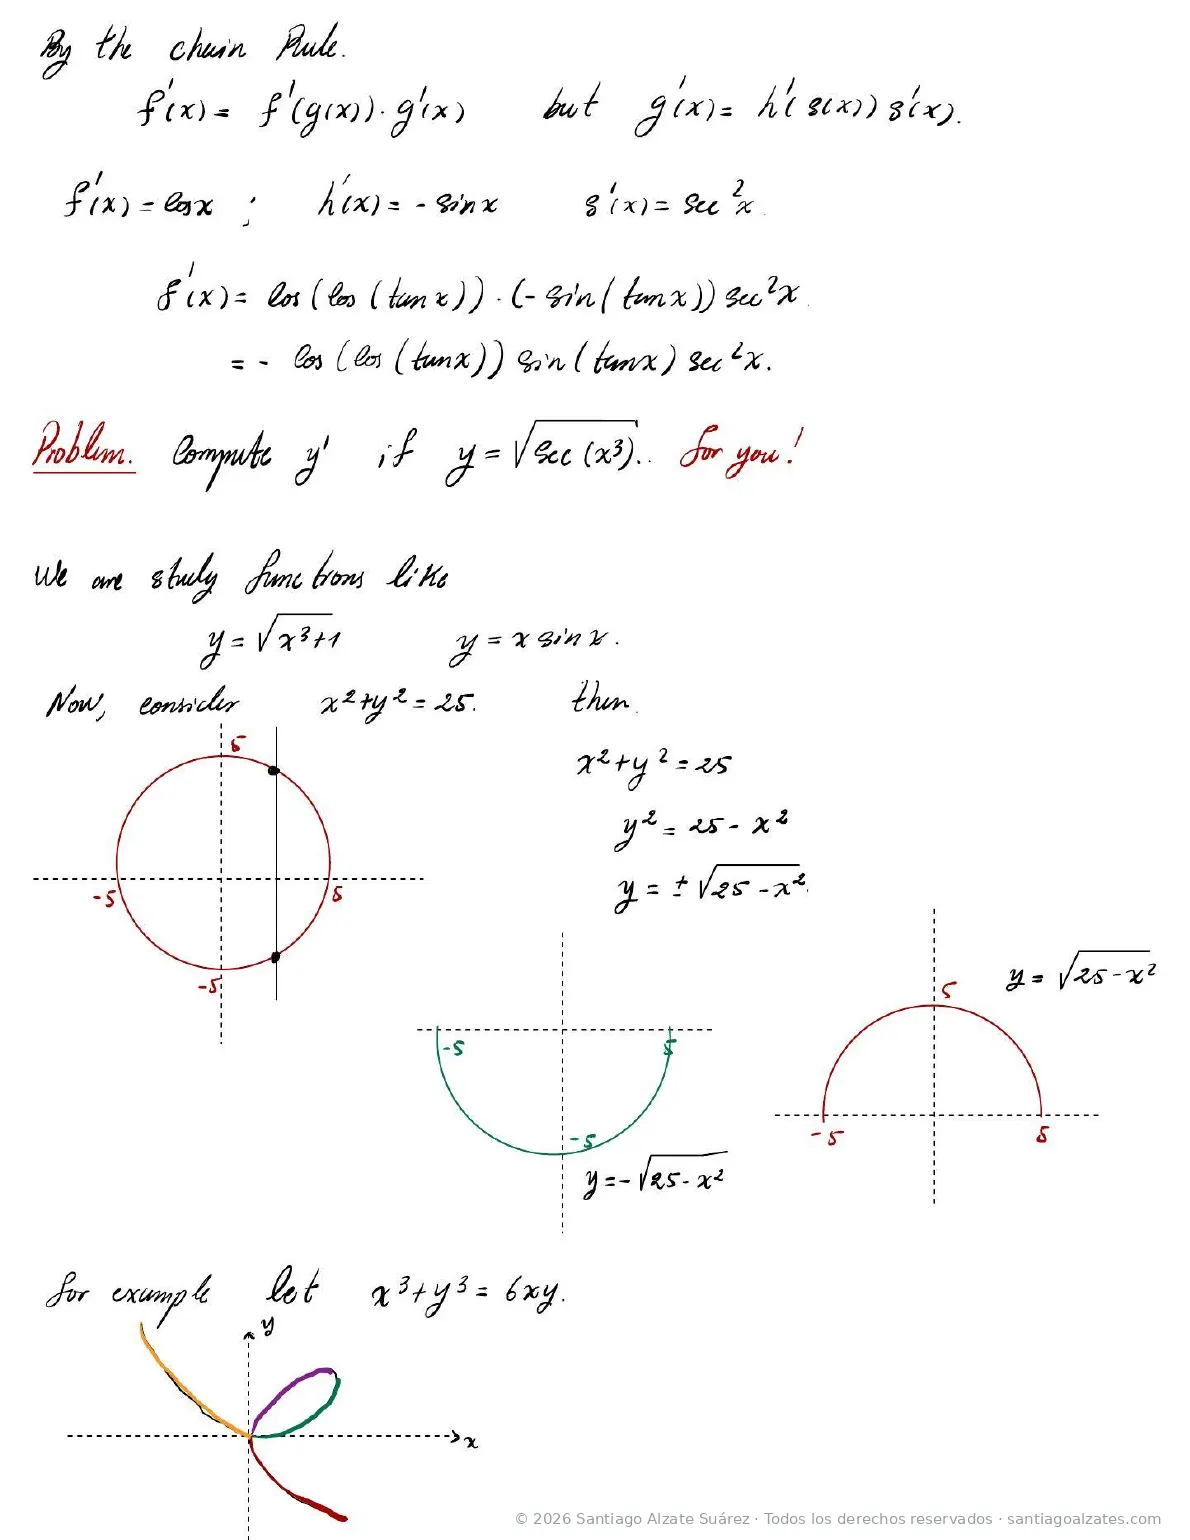 By the chain Rule.
f'(x) = f'(g(x)) · g'(x) but g'(x) = h'(s(x)) s'(x).
f'(x) = cos x ; h'(x) = - sin x s'(x) = sec² x.
f'(x) = cos (cos (tan x)) · (- sin (tan x)) sec² x
= - cos (cos (tan x)) sin (tan x) sec² x.
Problem. Compute y' if y = √sec (x³). for you!
We are study functions like
y = √x³+1 y = x sin x.
Now, consider x²+y² = 25. then.
5
x²+y² = 25
y² = 25 - x²
y = ± √25 - x².
-5 5
-5
y = √25 - x²
5
-5 5
-5
-5 5
y = - √25 - x²
for example let x³+y³ = 6xy.
y
x
© 2026 Santiago Alzate Suárez · Todos los derechos reservados · santiagoalzates.com